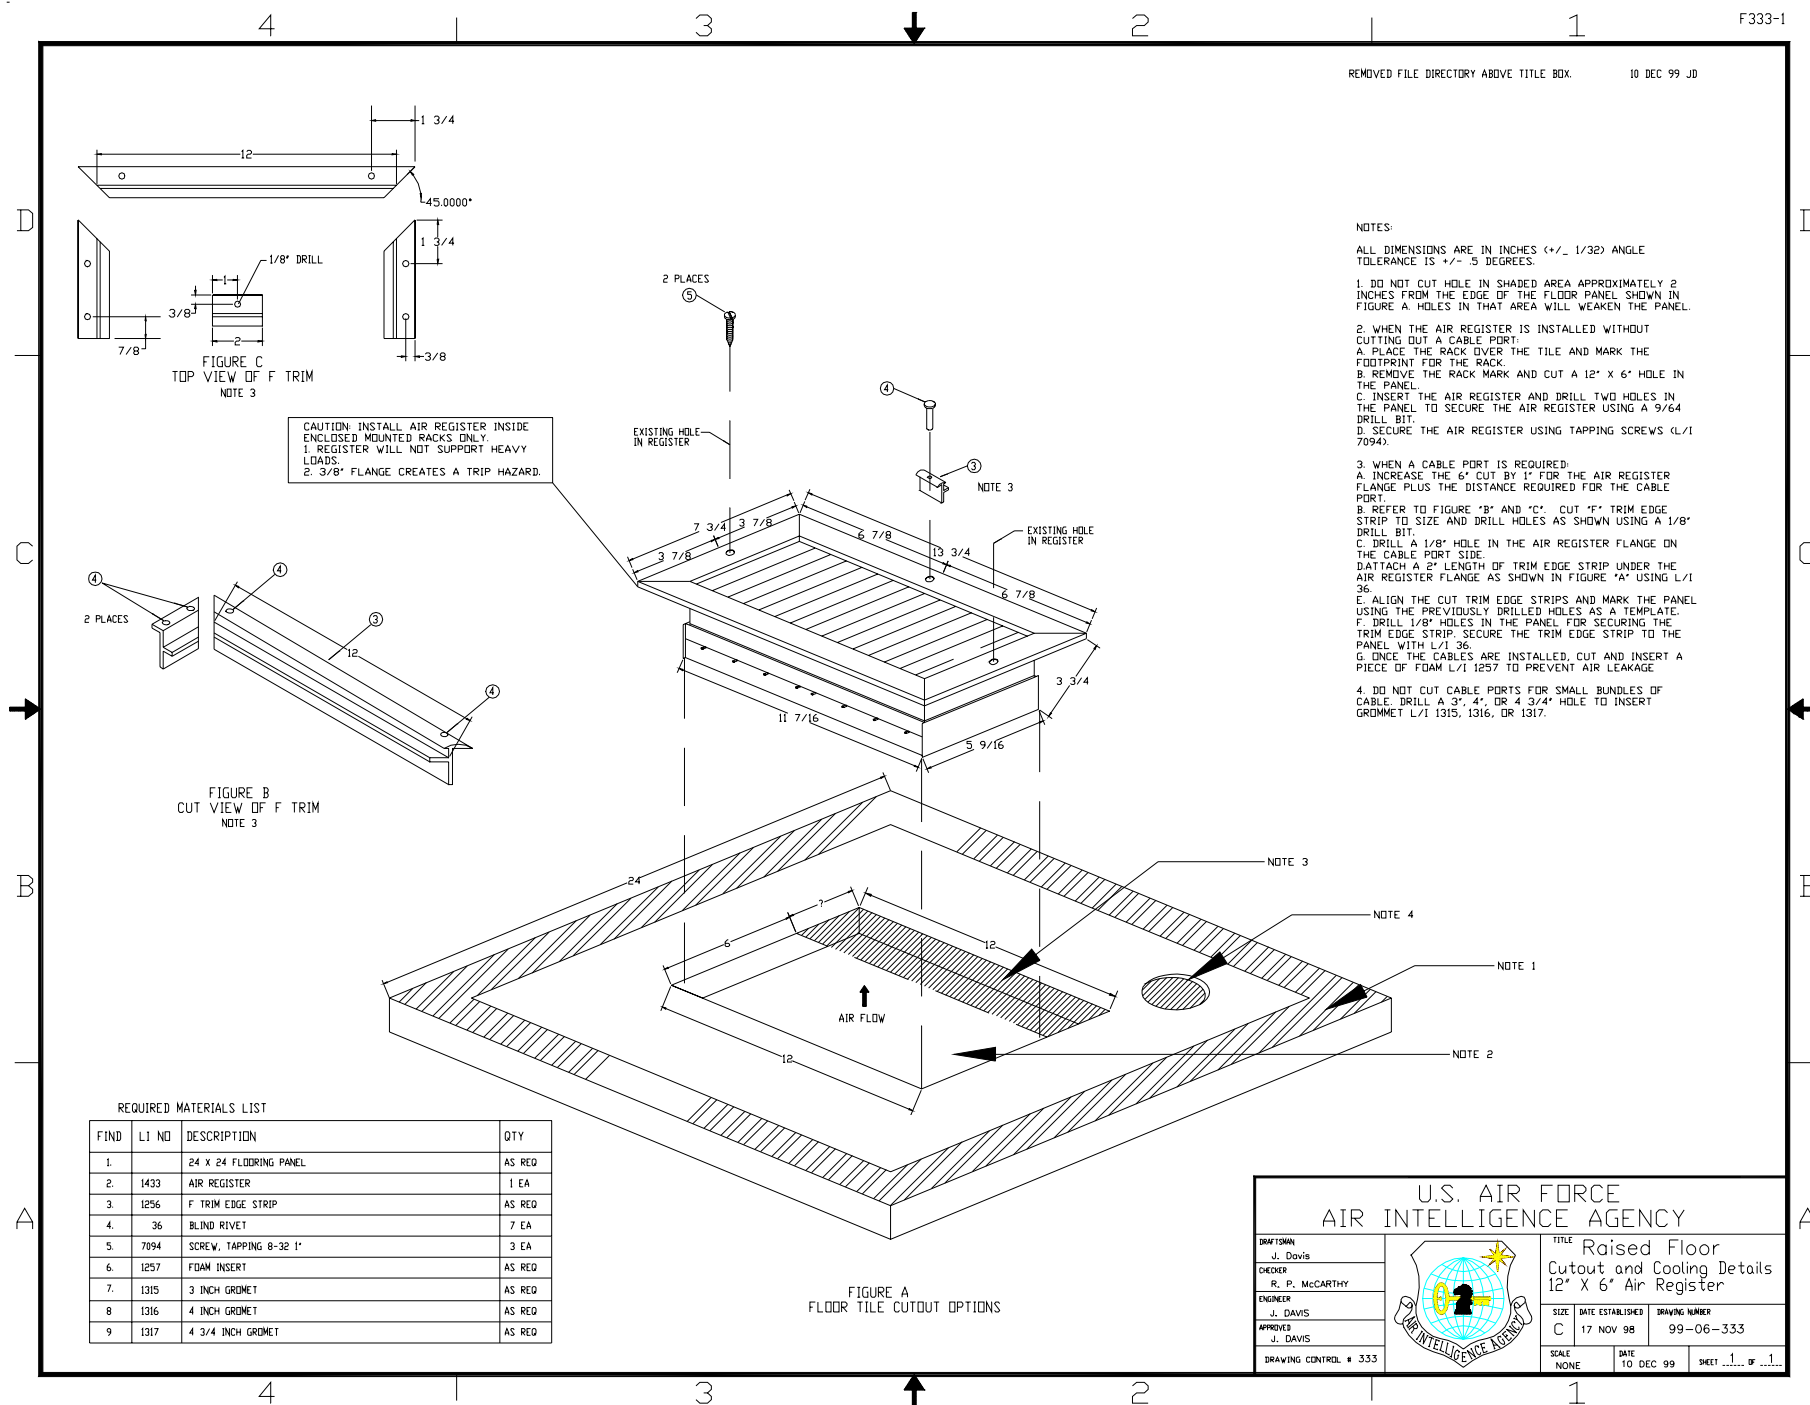 F333-1
4 3 2 1
REMOVED FILE DIRECTORY ABOVE TITLE BOX. 10 DEC 99 JD
D
C
B
A
1 3/4
12
45.0000°
1 3/4
1/8" DRILL
1
3/8
2
7/8
3/8
FIGURE C
TOP VIEW OF F TRIM
NOTE 3
CAUTION: INSTALL AIR REGISTER INSIDE
ENCLOSED MOUNTED RACKS ONLY.
1. REGISTER WILL NOT SUPPORT HEAVY
LOADS.
2. 3/8" FLANGE CREATES A TRIP HAZARD.
2 PLACES
5
EXISTING HOLE
IN REGISTER
4
3
NOTE 3
EXISTING HOLE
IN REGISTER
7 3/4
3 7/8
3 7/8
6 7/8
13 3/4
6 7/8
3 3/4
11 7/16
5 9/16
4
2 PLACES
4
3
12
4
FIGURE B
CUT VIEW OF F TRIM
NOTE 3
24
?
6
12
12
AIR FLOW
NOTE 3
NOTE 4
NOTE 1
NOTE 2
FIGURE A
FLOOR TILE CUTOUT OPTIONS
NOTES:
ALL DIMENSIONS ARE IN INCHES (+/_ 1/32) ANGLE
TOLERANCE IS +/- .5 DEGREES.
1. DO NOT CUT HOLE IN SHADED AREA APPROXIMATELY 2
INCHES FROM THE EDGE OF THE FLOOR PANEL SHOWN IN
FIGURE A. HOLES IN THAT AREA WILL WEAKEN THE PANEL.
2. WHEN THE AIR REGISTER IS INSTALLED WITHOUT
CUTTING OUT A CABLE PORT:
A. PLACE THE RACK OVER THE TILE AND MARK THE
FOOTPRINT FOR THE RACK.
B. REMOVE THE RACK MARK AND CUT A 12" X 6" HOLE IN
THE PANEL.
C. INSERT THE AIR REGISTER AND DRILL TWO HOLES IN
THE PANEL TO SECURE THE AIR REGISTER USING A 9/64
DRILL BIT.
D. SECURE THE AIR REGISTER USING TAPPING SCREWS (L/I
7094).
3. WHEN A CABLE PORT IS REQUIRED:
A. INCREASE THE 6" CUT BY 1" FOR THE AIR REGISTER
FLANGE PLUS THE DISTANCE REQUIRED FOR THE CABLE
PORT.
B. REFER TO FIGURE "B" AND "C". CUT "F" TRIM EDGE
STRIP TO SIZE AND DRILL HOLES AS SHOWN USING A 1/8"
DRILL BIT.
C. DRILL A 1/8" HOLE IN THE AIR REGISTER FLANGE ON
THE CABLE PORT SIDE.
D.ATTACH A 2" LENGTH OF TRIM EDGE STRIP UNDER THE
AIR REGISTER FLANGE AS SHOWN IN FIGURE "A" USING L/I
36.
E. ALIGN THE CUT TRIM EDGE STRIPS AND MARK THE PANEL
USING THE PREVIOUSLY DRILLED HOLES AS A TEMPLATE.
F. DRILL 1/8" HOLES IN THE PANEL FOR SECURING THE
TRIM EDGE STRIP. SECURE THE TRIM EDGE STRIP TO THE
PANEL WITH L/I 36.
G. ONCE THE CABLES ARE INSTALLED, CUT AND INSERT A
PIECE OF FOAM L/I 1257 TO PREVENT AIR LEAKAGE
4. DO NOT CUT CABLE PORTS FOR SMALL BUNDLES OF
CABLE. DRILL A 3", 4", OR 4 3/4" HOLE TO INSERT
GROMMET L/I 1315, 1316, OR 1317.
REQUIRED MATERIALS LIST
FIND LI NO DESCRIPTION QTY
1. 24 X 24 FLOORING PANEL AS REQ
2. 1433 AIR REGISTER 1 EA
3. 1256 F TRIM EDGE STRIP AS REQ
4. 36 BLIND RIVET 7 EA
5. 7094 SCREW, TAPPING 8-32 1" 3 EA
6. 1257 FOAM INSERT AS REQ
7. 1315 3 INCH GROMET AS REQ
8 1316 4 INCH GROMET AS REQ
9 1317 4 3/4 INCH GROMET AS REQ
U.S. AIR FORCE
AIR INTELLIGENCE AGENCY
DRAFTSMAN
J. Davis
CHECKER
R. P. McCARTHY
ENGINEER
J. DAVIS
APPROVED
J. DAVIS
DRAWING CONTROL # 333
AIR INTELLIGENCE AGENCY
TITLE Raised Floor
Cutout and Cooling Details
12" X 6" Air Register
SIZE DATE ESTABLISHED DRAWING NUMBER
C 17 NOV 98 99-06-333
SCALE DATE
NONE 10 DEC 99 SHEET 1 OF 1
D
C
B
A
4 3 2 1